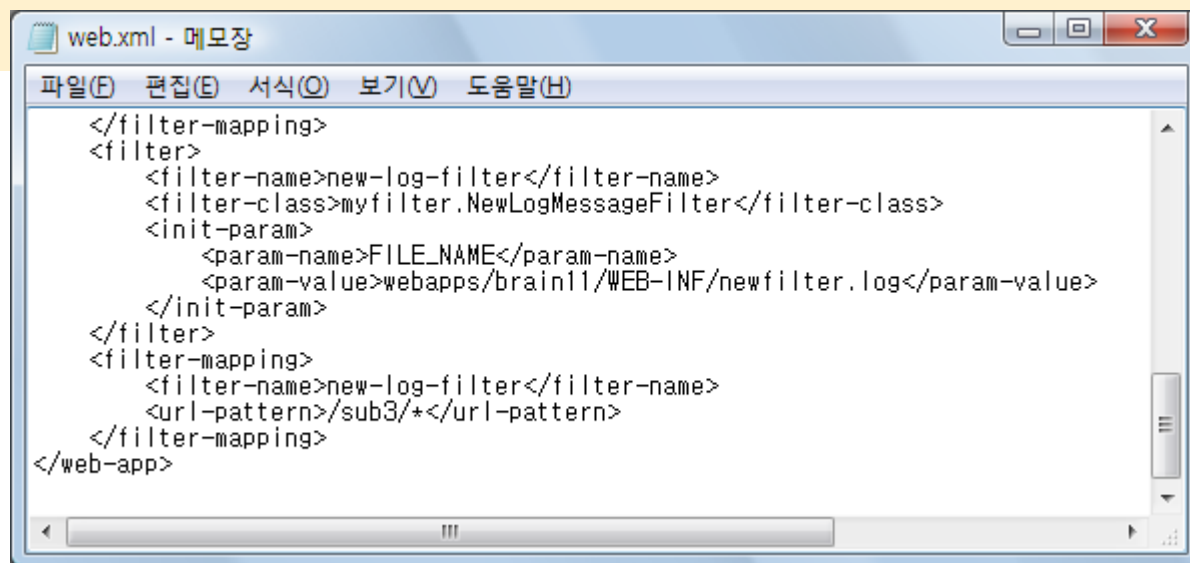 web.xml - 메모장
파일(F) 편집(E) 서식(O) 보기(V) 도움말(H)
</filter-mapping>
<filter>
<filter-name>new-log-filter</filter-name>
<filter-class>myfilter.NewLogMessageFilter</filter-class>
<init-param>
<param-name>FILE_NAME</param-name>
<param-value>webapps/brain11/WEB-INF/newfilter.log</param-value>
</init-param>
</filter>
<filter-mapping>
<filter-name>new-log-filter</filter-name>
<url-pattern>/sub3/*</url-pattern>
</filter-mapping>
</web-app>